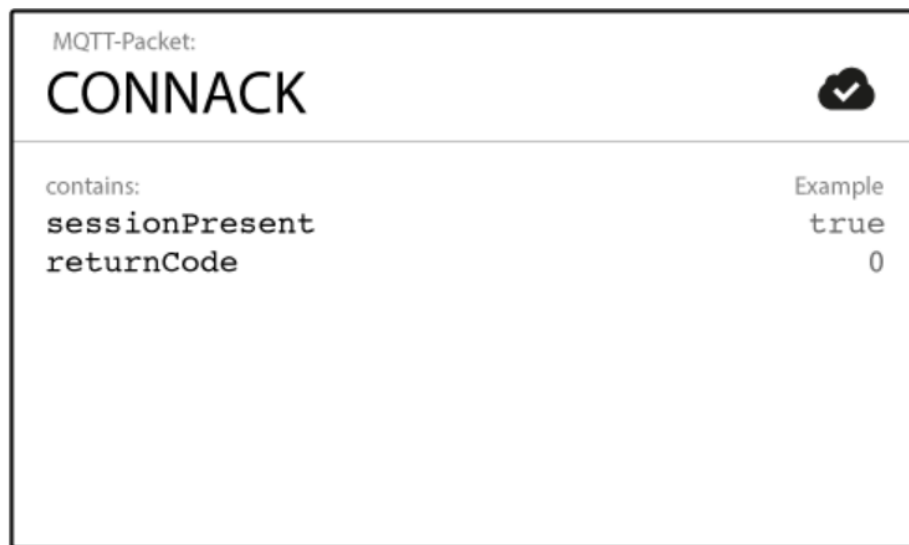 MQTT-Packet:
CONNACK
contains: Example
sessionPresent true
returnCode 0